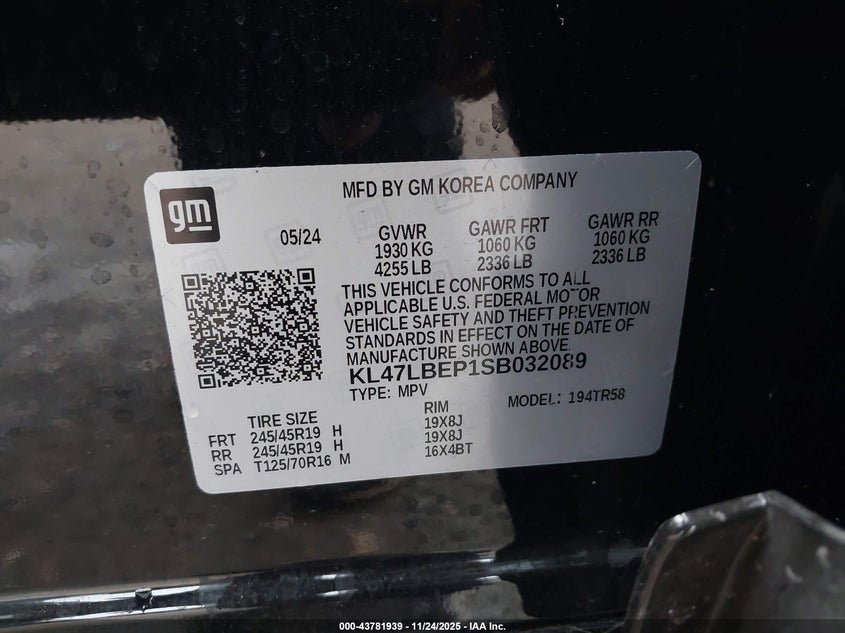 gm
MFD BY GM KOREA COMPANY
05/24
GVWR
1930 KG
4255 LB
GAWR FRT
1060 KG
2336 LB
GAWR RR
1060 KG
2336 LB
THIS VEHICLE CONFORMS TO ALL
APPLICABLE U.S. FEDERAL MOTOR
VEHICLE SAFETY AND THEFT PREVENTION
STANDARDS IN EFFECT ON THE DATE OF
MANUFACTURE SHOWN ABOVE.
KL47LBEP1SB032089
TYPE: MPV
MODEL: 194TR58
TIRE SIZE
RIM
FRT 245/45R19 H 19X8J
RR 245/45R19 H 19X8J
SPA T125/70R16 M 16X4BT
000-43781939 - 11/24/2025 - IAA Inc.